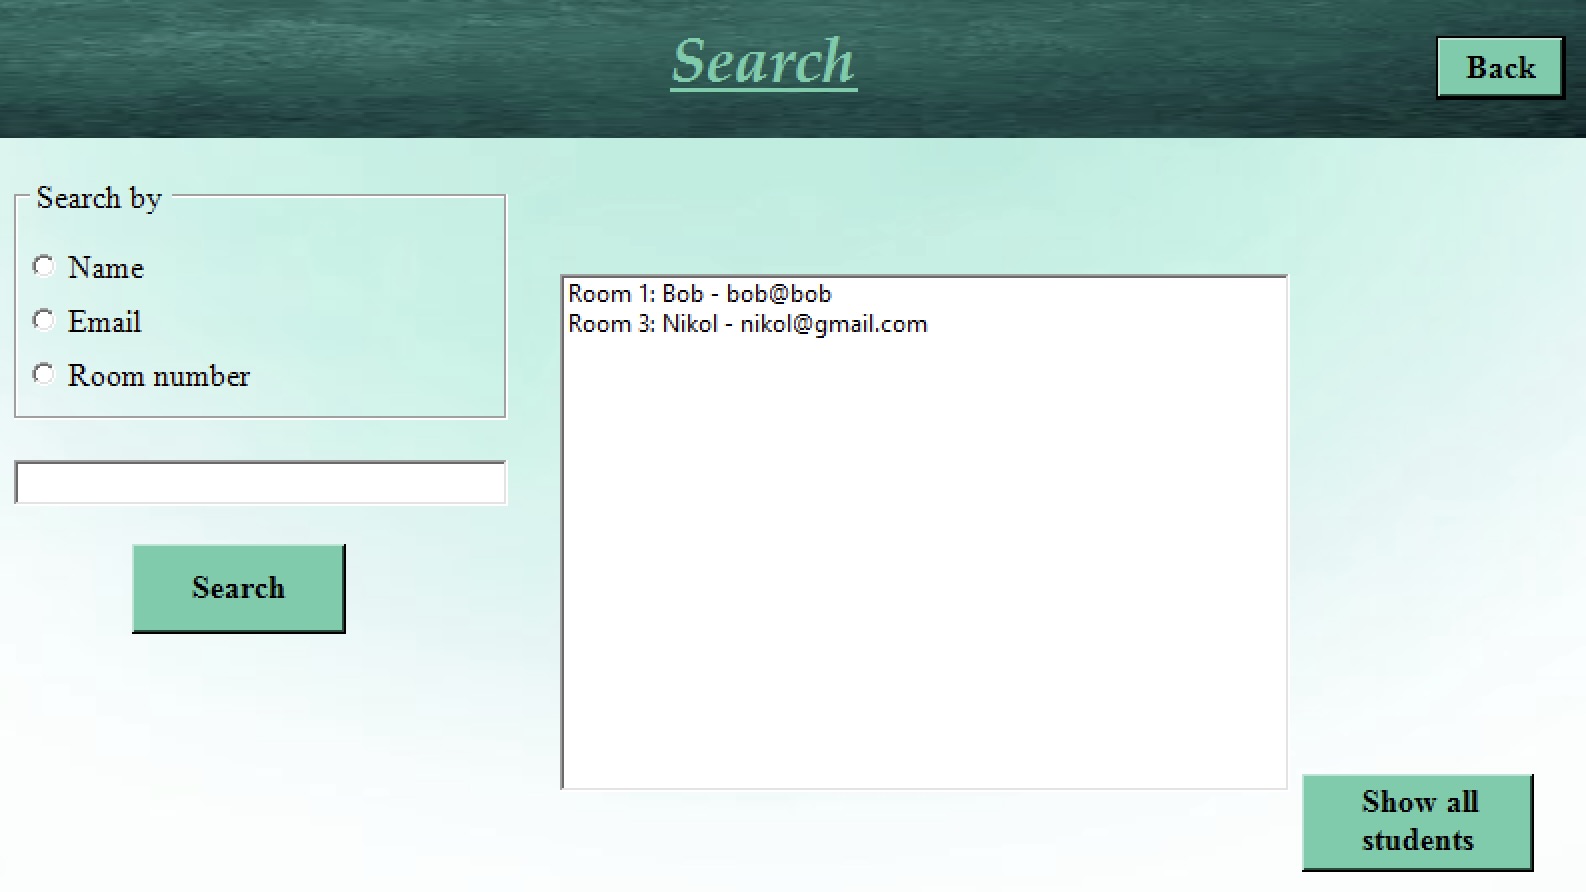 Search
Back
Search by
Name
Email
Room number
Search
Room 1: Bob - bob@bob
Room 3: Nikol - nikol@gmail.com
Show all
students